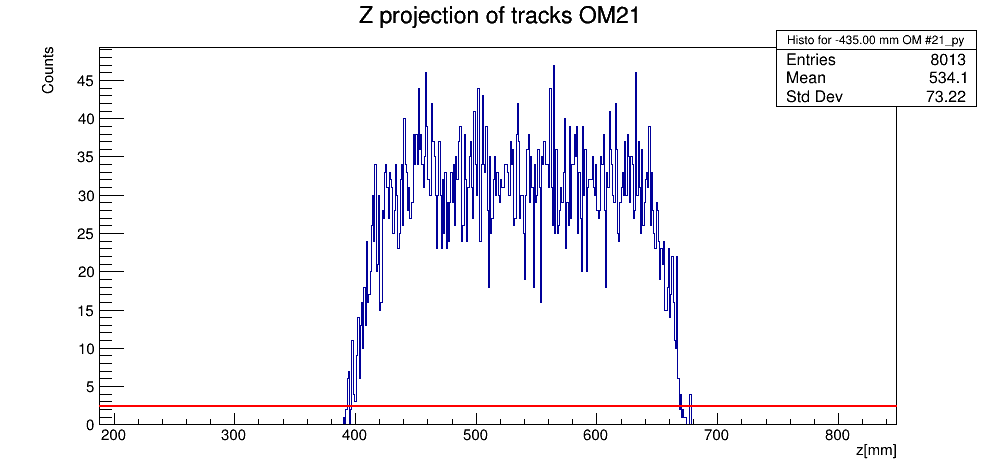 Z projection of tracks OM21
Histo for -435.00 mm OM #21_py
Entries 8013
Mean 534.1
Std Dev 73.22
Counts
45
40
35
30
25
20
15
10
5
0
200 300 400 500 600 700 800
z[mm]